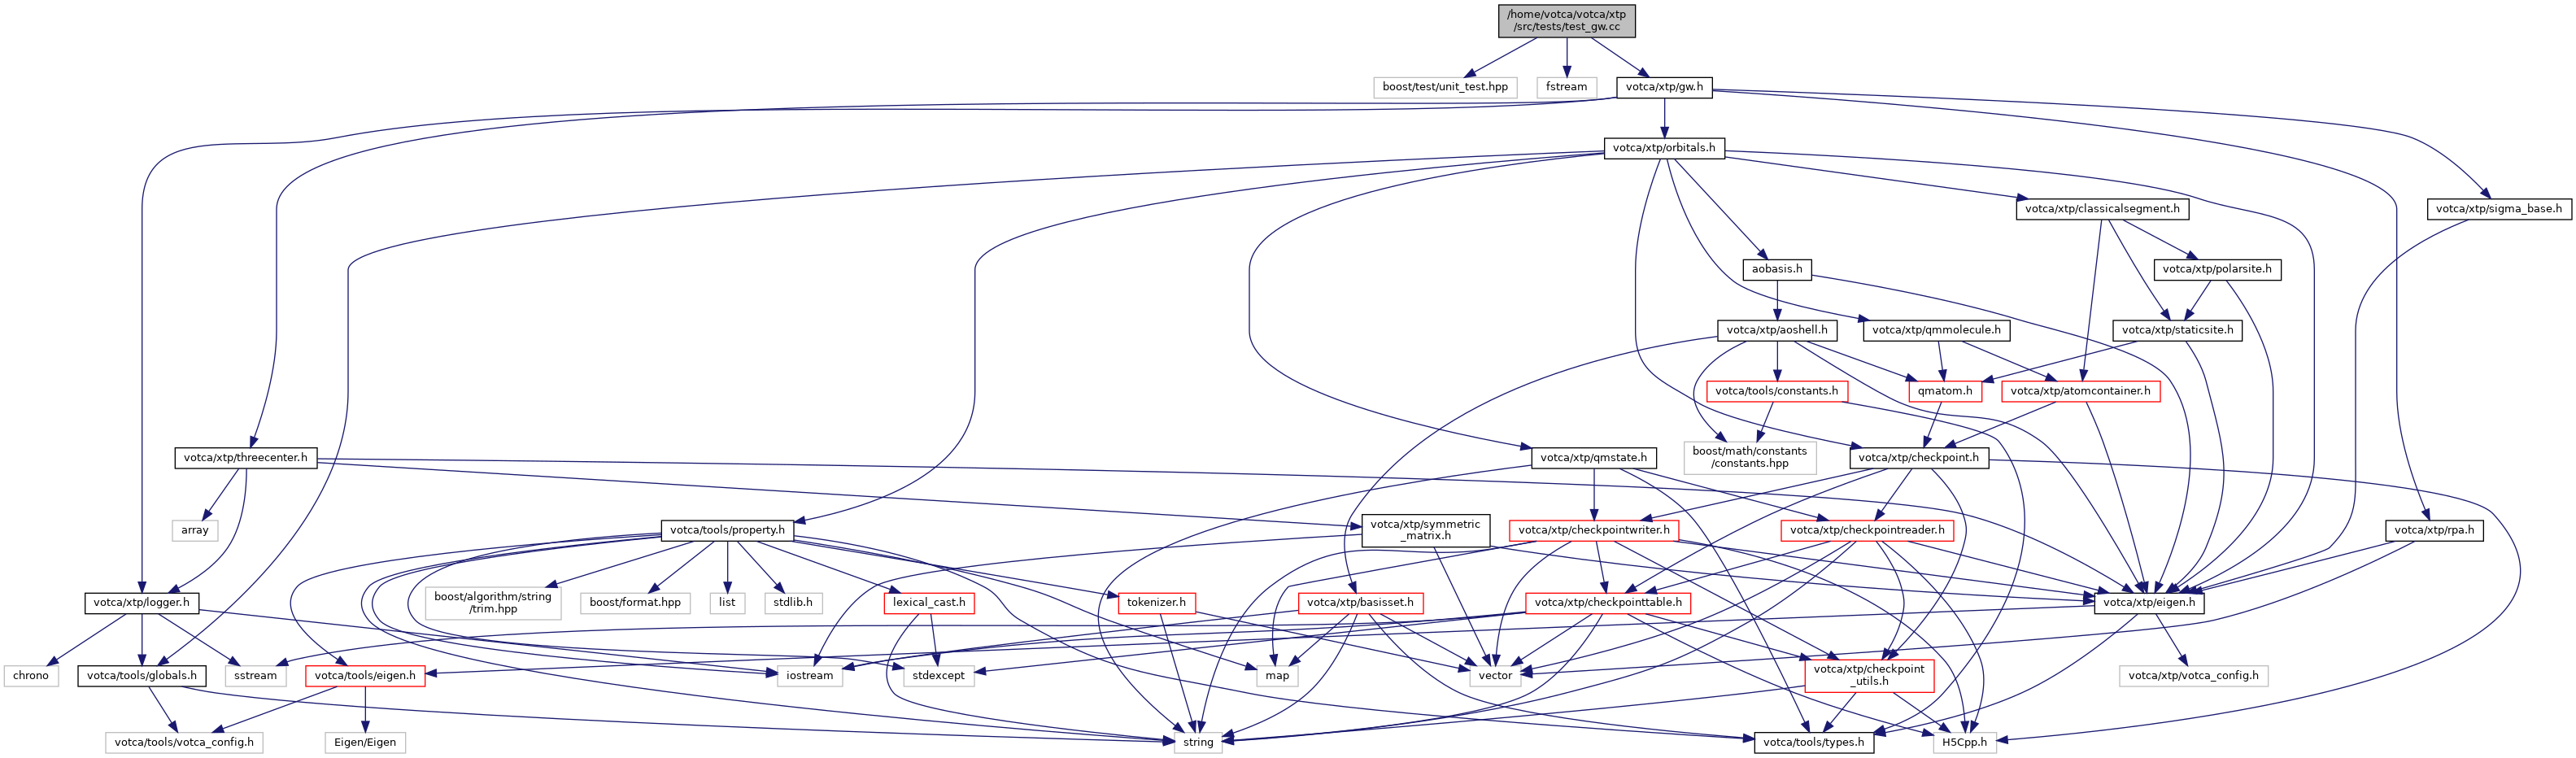 /home/votca/votca/xtp
/src/tests/test_gw.cc
boost/test/unit_test.hpp
fstream
votca/xtp/gw.h
votca/xtp/orbitals.h
votca/xtp/classicalsegment.h
votca/xtp/sigma_base.h
aobasis.h
votca/xtp/polarsite.h
votca/xtp/aoshell.h
votca/xtp/qmmolecule.h
votca/xtp/staticsite.h
votca/tools/constants.h
qmatom.h
votca/xtp/atomcontainer.h
votca/xtp/threecenter.h
votca/xtp/qmstate.h
boost/math/constants
/constants.hpp
votca/xtp/checkpoint.h
array
votca/tools/property.h
votca/xtp/symmetric
_matrix.h
votca/xtp/checkpointwriter.h
votca/xtp/checkpointreader.h
votca/xtp/rpa.h
votca/xtp/logger.h
boost/algorithm/string
/trim.hpp
boost/format.hpp
list
stdlib.h
lexical_cast.h
tokenizer.h
votca/xtp/basisset.h
votca/xtp/checkpointtable.h
votca/xtp/eigen.h
chrono
votca/tools/globals.h
sstream
votca/tools/eigen.h
iostream
stdexcept
map
vector
votca/xtp/checkpoint
_utils.h
votca/xtp/votca_config.h
votca/tools/votca_config.h
Eigen/Eigen
string
votca/tools/types.h
H5Cpp.h